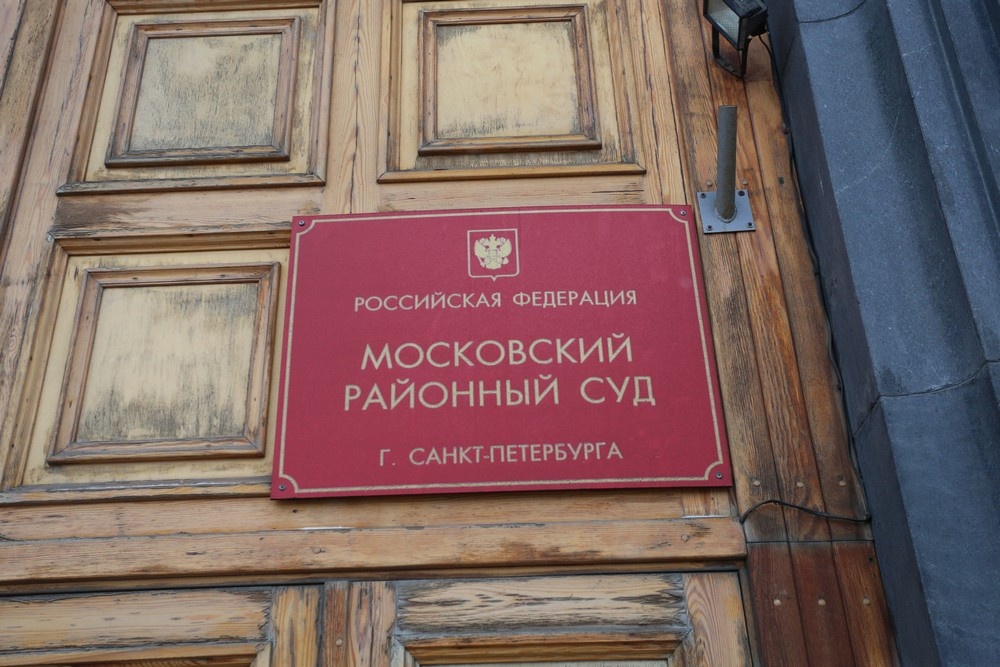 РОССИЙСКАЯ ФЕДЕРАЦИЯ
МОСКОВСКИЙ
РАЙОННЫЙ СУД
Г. САНКТ-ПЕТЕРБУРГА